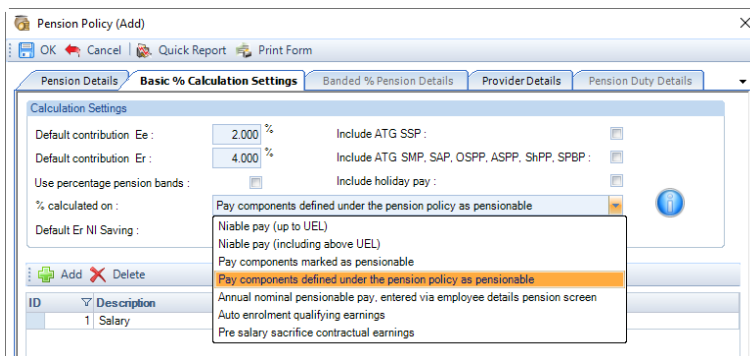 Pension Policy (Add)
OK Cancel Quick Report Print Form
Pension Details Basic % Calculation Settings Banded % Pension Details Provider Details Pension Duty Details
Calculation Settings
Default contribution Ee : 2.000 % Include ATG SSP :
Default contribution Er : 4.000 % Include ATG SMP, SAP, OSPP, ASPP, ShPP, SPBP :
Use percentage pension bands : Include holiday pay :
% calculated on : Pay components defined under the pension policy as pensionable
Default Er NI Saving :
Niable pay (up to UEL)
Niable pay (including above UEL)
Pay components marked as pensionable
Pay components defined under the pension policy as pensionable
Annual nominal pensionable pay, entered via employee details pension screen
Auto enrolment qualifying earnings
Pre salary sacrifice contractual earnings
Add Delete
ID Description
1 Salary